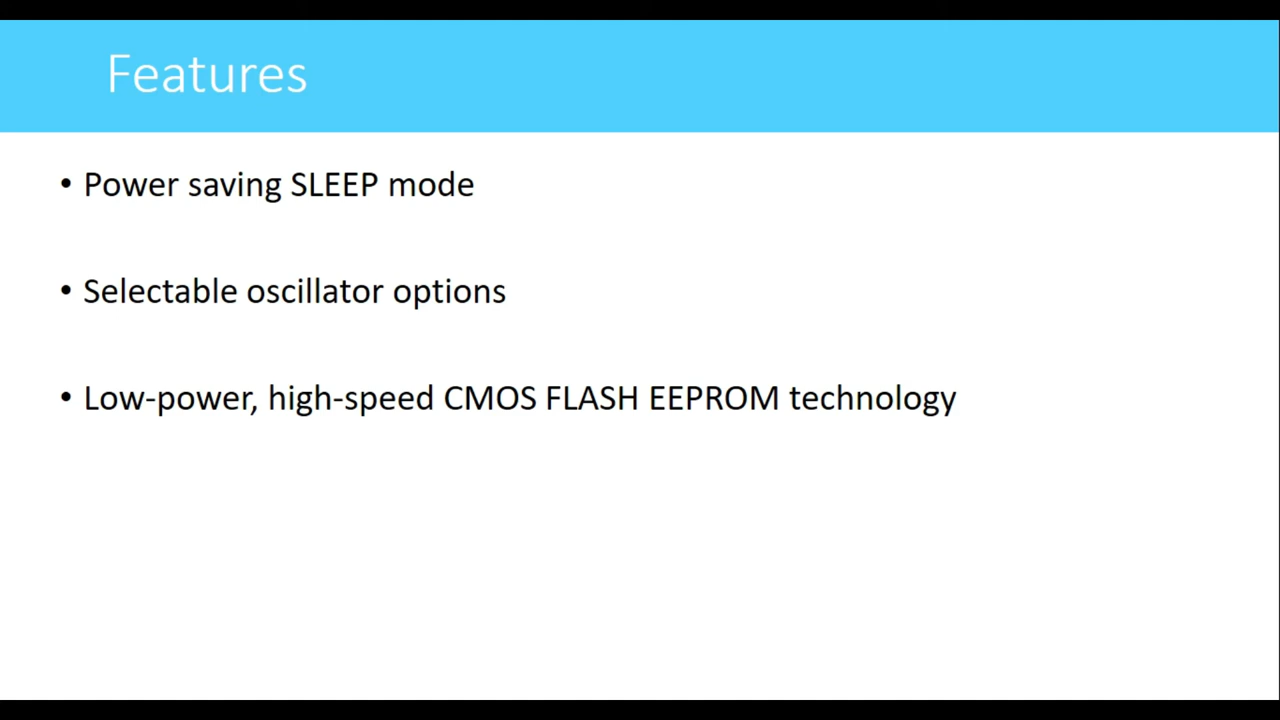 Features
• Power saving SLEEP mode
• Selectable oscillator options
• Low-power, high-speed CMOS FLASH EEPROM technology